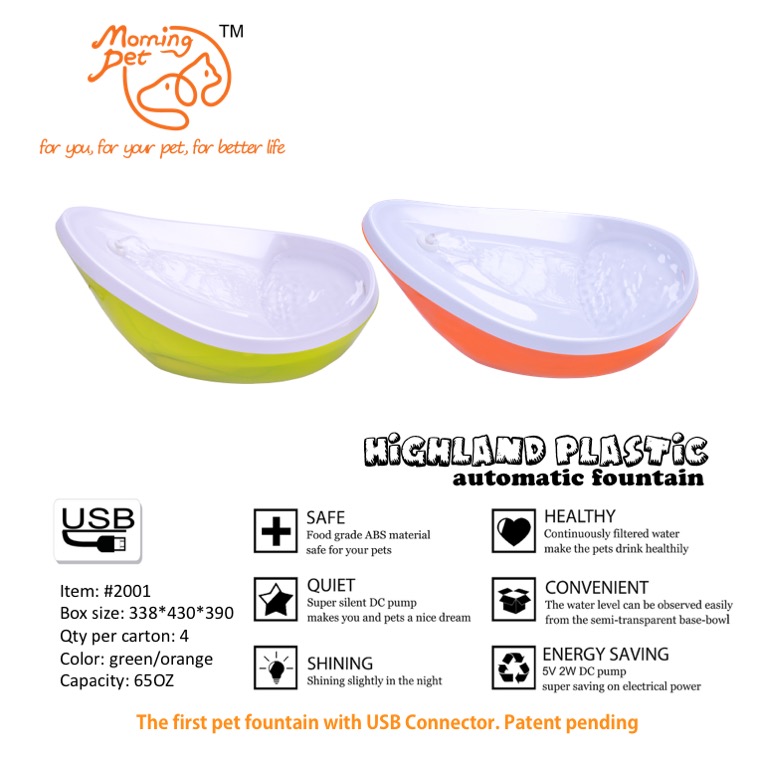 Morning
Pet
TM
for you, for your pet, for better life
HiGHLAND PLASTiC
automatic fountain
USB
Item: #2001
Box size: 338*430*390
Qty per carton: 4
Color: green/orange
Capacity: 65OZ
SAFE
Food grade ABS material
safe for your pets
QUIET
Super silent DC pump
makes you and pets a nice dream
SHINING
Shining slightly in the night
HEALTHY
Continuously filtered water
make the pets drink healthily
CONVENIENT
The water level can be observed easily
from the semi-transparent base-bowl
ENERGY SAVING
5V 2W DC pump
super saving on electrical power
The first pet fountain with USB Connector. Patent pending